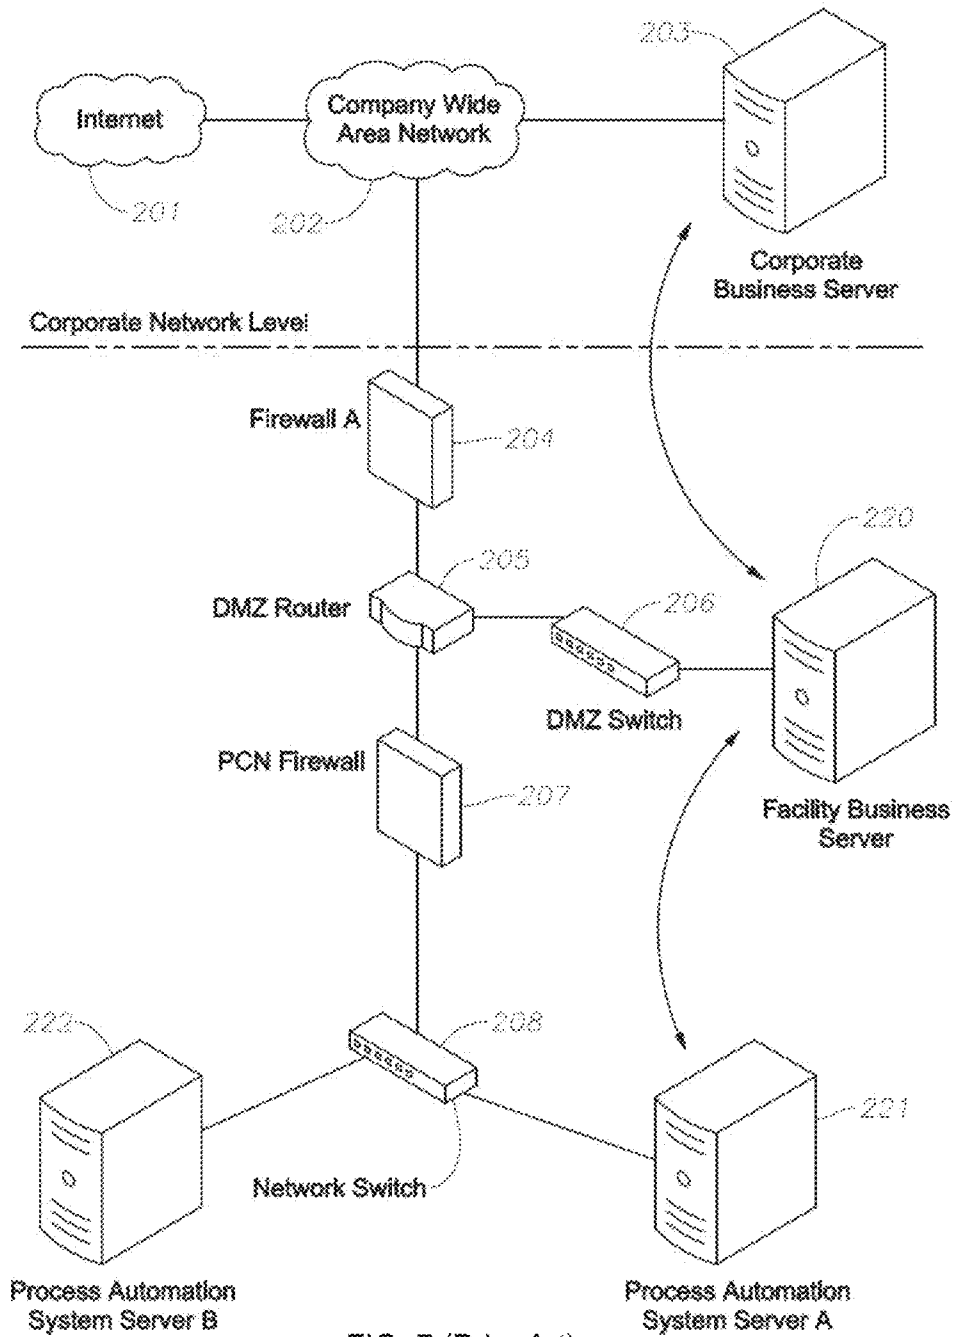 203
Internet
Company Wide
Area Network
201
202
Corporate
Business Server
Corporate Network Level
Firewall A
204
220
205
DMZ Router
206
DMZ Switch
PCN Firewall
207
Facility Business
Server
222
208
221
Network Switch
Process Automation
System Server B
Process Automation
System Server A